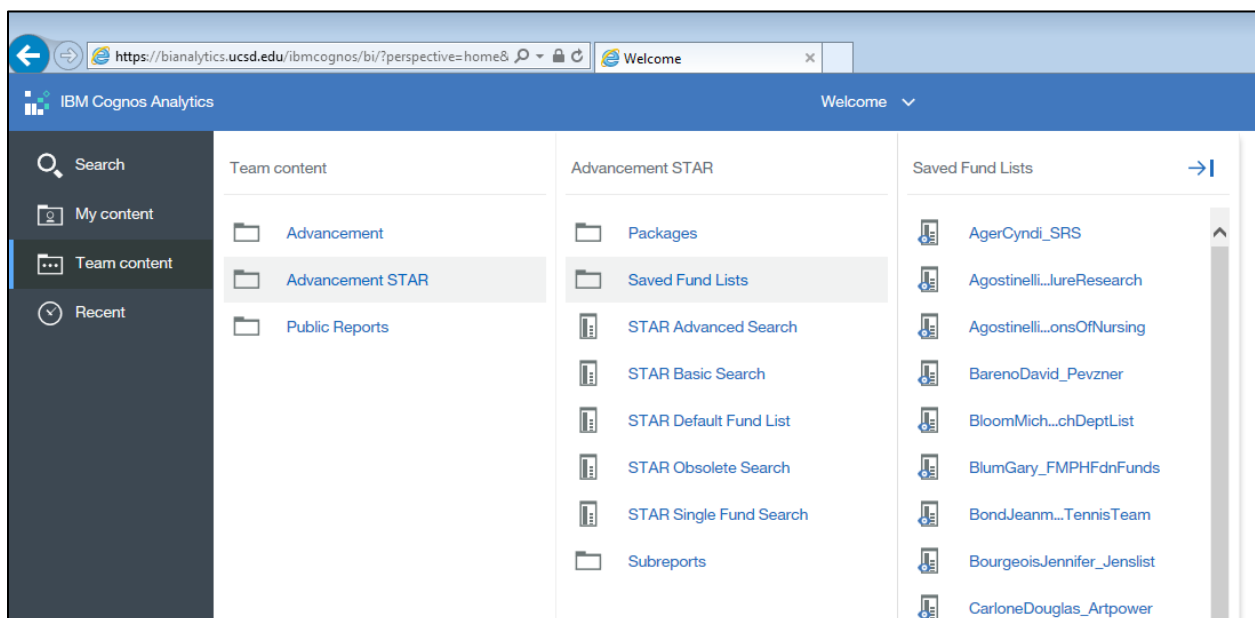 https://bianalytics.ucsd.edu/ibmcognos/bi/?perspective=home&
Welcome
IBM Cognos Analytics
Welcome
Search
My content
Team content
Recent
Team content
Advancement
Advancement STAR
Public Reports
Advancement STAR
Packages
Saved Fund Lists
STAR Advanced Search
STAR Basic Search
STAR Default Fund List
STAR Obsolete Search
STAR Single Fund Search
Subreports
Saved Fund Lists
AgerCyndi_SRS
Agostinelli...lureResearch
Agostinelli...onsOfNursing
BarenoDavid_Pevzner
BloomMich...chDeptList
BlumGary_FMPHFdnFunds
BondJeanm...TennisTeam
BourgeoisJennifer_Jenslist
CarloneDouglas_Artpower